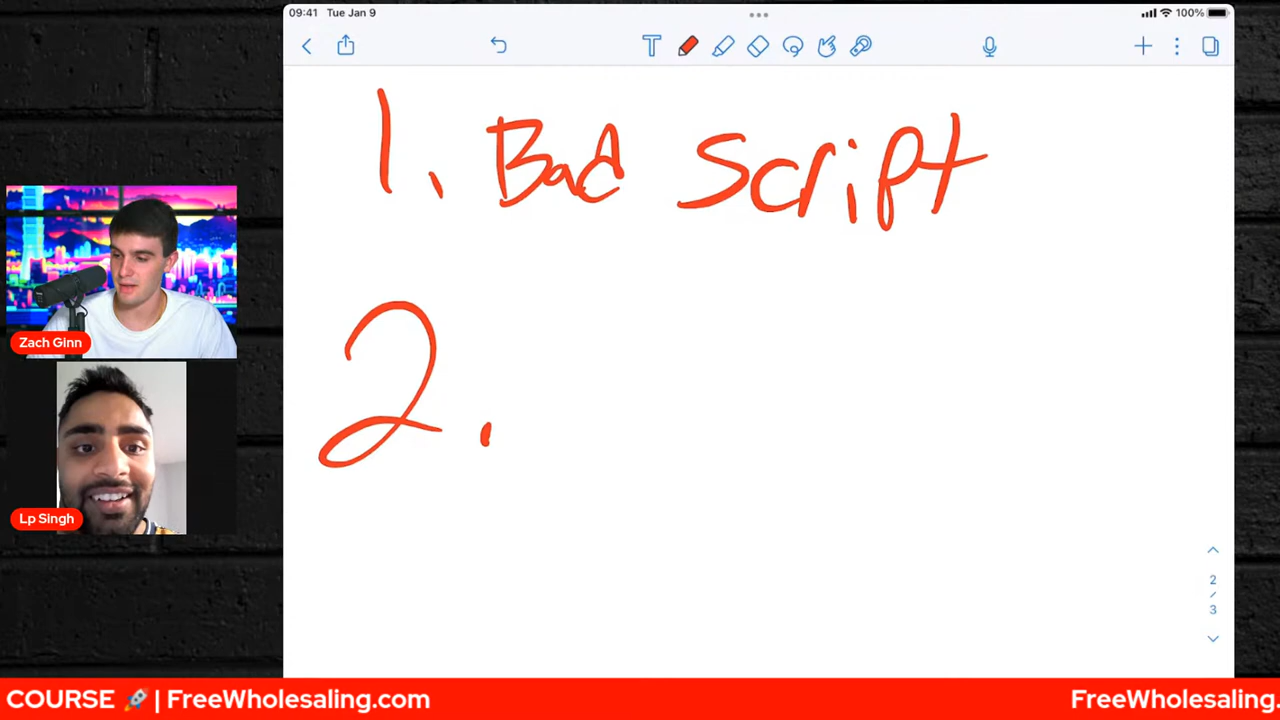 09:41 Tue Jan 9 100%
1. Bad Script
2.
Zach Ginn
Lp Singh
2
/
3
COURSE 🚀 | FreeWholesaling.com FreeWholesaling.